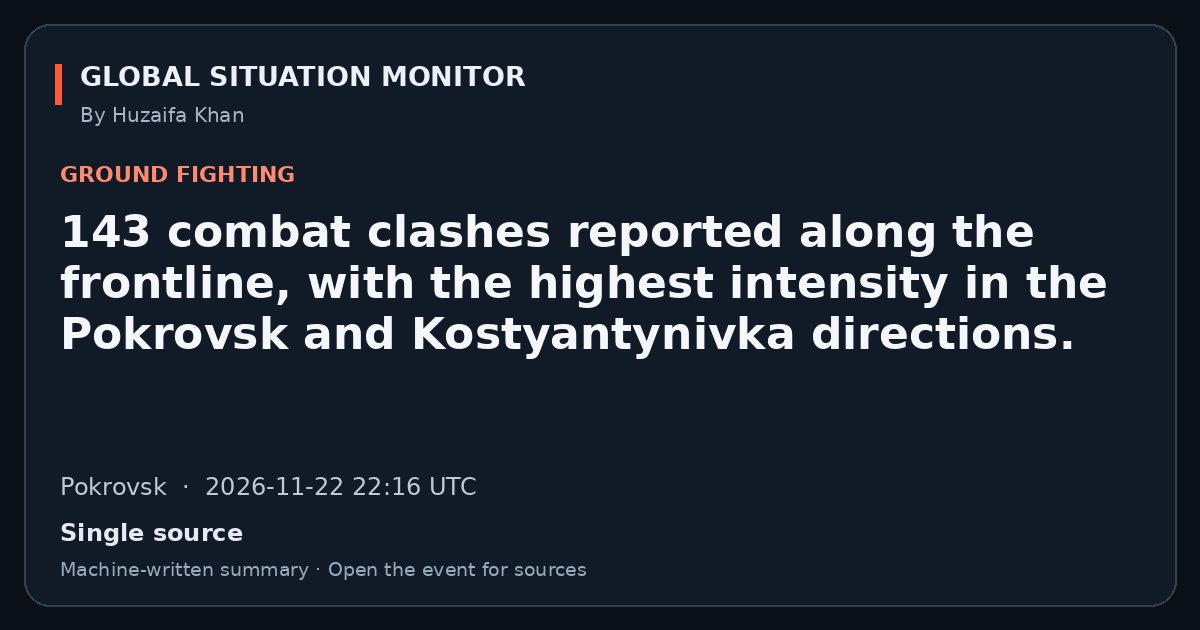 GLOBAL SITUATION MONITOR
By Huzaifa Khan
GROUND FIGHTING
143 combat clashes reported along the
frontline, with the highest intensity in the
Pokrovsk and Kostyantynivka directions.
Pokrovsk · 2026-11-22 22:16 UTC
Single source
Machine-written summary · Open the event for sources